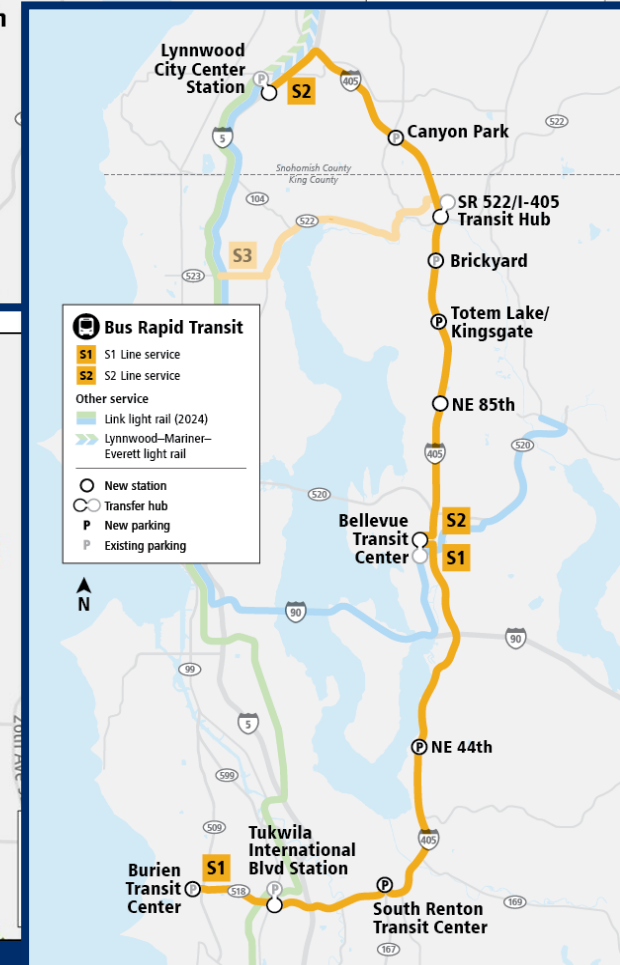 n
Lynnwood
City Center
Station
P
S2
405
Canyon Park
P
522
5
Snohomish County
King County
104
SR 522/I-405
Transit Hub
522
S3
523
P
Brickyard
P
Totem Lake/
Kingsgate
Bus Rapid Transit
S1 S1 Line service
S2 S2 Line service
Other service
Link light rail (2024)
Lynnwood–Mariner–
Everett light rail
New station
Transfer hub
P New parking
P Existing parking
N
NE 85th
405
520
520
Bellevue
Transit
Center
S2
S1
90
90
99
5
P
NE 44th
599
509
405
Tukwila
International
Blvd Station
P
Burien
Transit
Center
P
S1
518
P
South Renton
Transit Center
169
167
20th Ave S